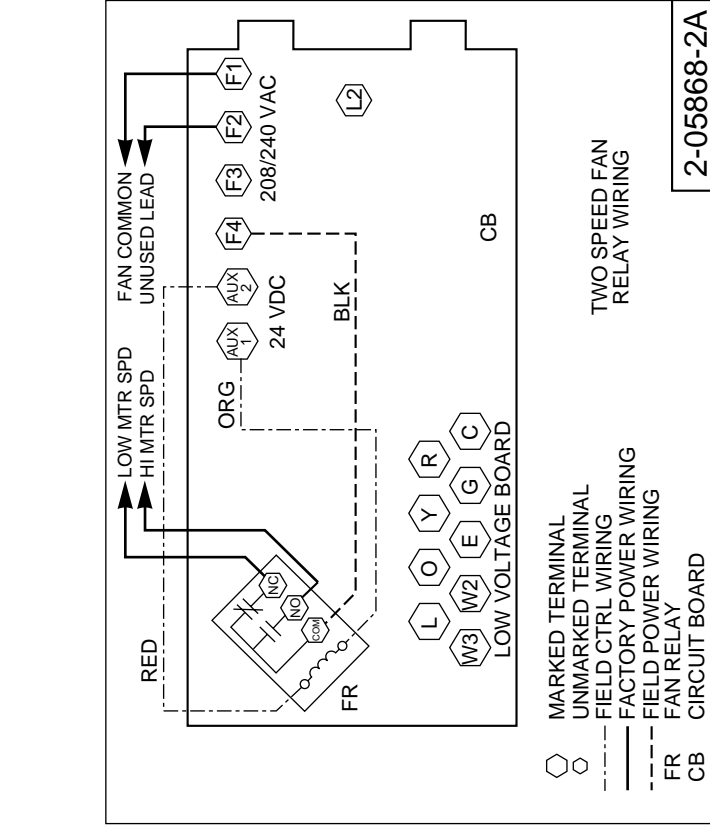 FAN COMMON
UNUSED LEAD
LOW MTR SPD
HI MTR SPD
RED
ORG
BLK
F1
F2
F3
F4
208/240 VAC
AUX
2
AUX
1
24 VDC
L2
CB
NC
NO
COM
FR
L
O
Y
R
W3
W2
E
G
C
LOW VOLTAGE BOARD
MARKED TERMINAL
UNMARKED TERMINAL
FIELD CTRL WIRING
FACTORY POWER WIRING
FIELD POWER WIRING
FR FAN RELAY
CB CIRCUIT BOARD
TWO SPEED FAN
RELAY WIRING
2-05868-2A